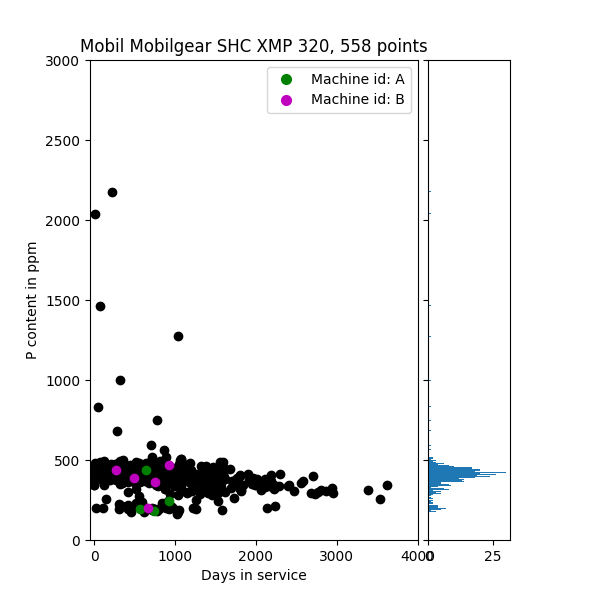 Mobil Mobilgear SHC XMP 320, 558 points
Machine id: A
Machine id: B
3000
2500
2000
1500
1000
500
0
P content in ppm
0 1000 2000 3000 4000
0 25
Days in service